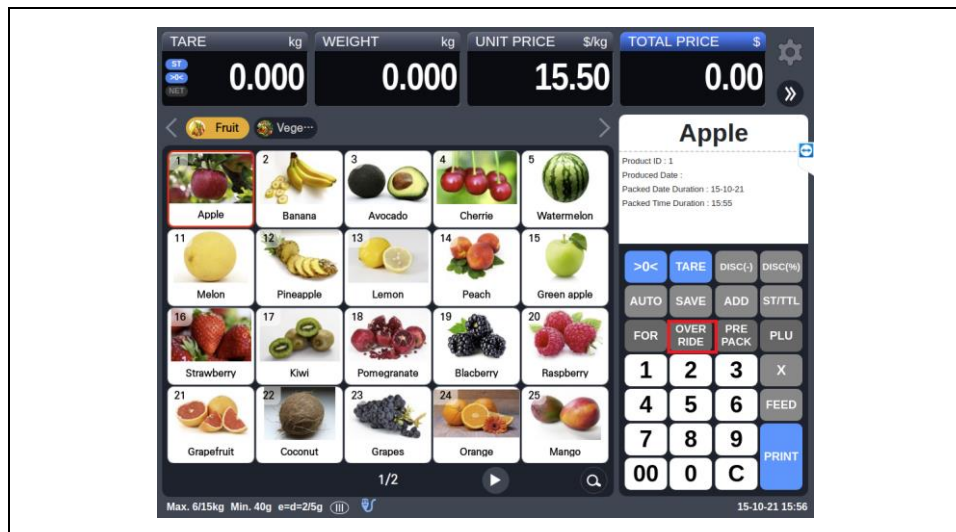 TARE kg WEIGHT kg UNIT PRICE $/kg TOTAL PRICE $
ST
>0<
NET
0.000 0.000 15.50 0.00
Fruit Vege···
Apple
Product ID : 1
Produced Date :
Packed Date Duration : 15-10-21
Packed Time Duration : 15:55
1 2 3 4 5
Apple Banana Avocado Cherrie Watermelon
11 12 13 14 15
Melon Pineapple Lemon Peach Green apple
16 17 18 19 20
Strawberry Kiwi Pomegranate Blacberry Raspberry
21 22 23 24 25
Grapefruit Coconut Grapes Orange Mango
1/2
>0< TARE DISC(-) DISC(%)
AUTO SAVE ADD ST/TTL
FOR OVER RIDE PRE PACK PLU
1 2 3 X
4 5 6 FEED
7 8 9 PRINT
00 0 C
Max. 6/15kg Min. 40g e=d=2/5g III 15-10-21 15:56